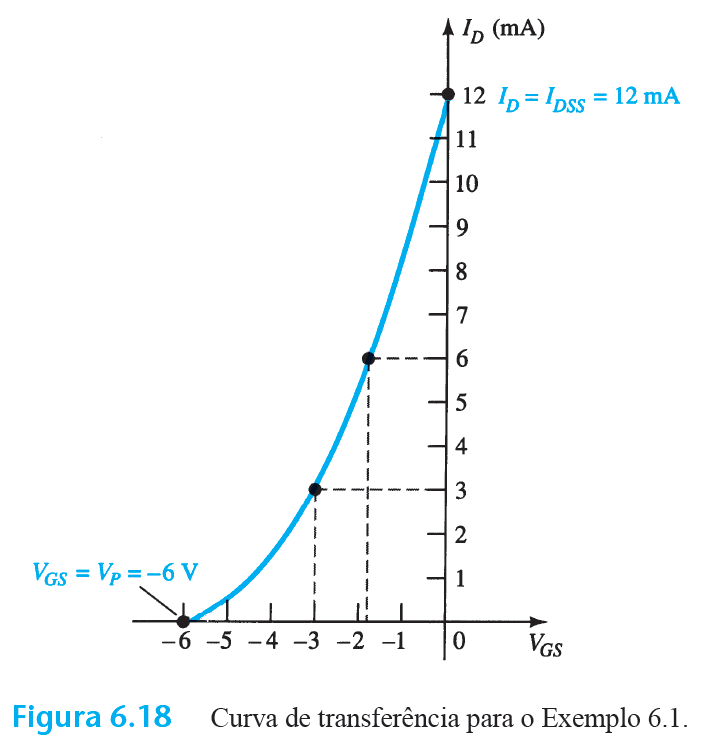 I_D (mA)
12 I_D = I_DSS = 12 mA
11
10
9
8
7
6
5
4
3
2
1
V_GS = V_P = –6 V
–6 –5 –4 –3 –2 –1 0 V_GS
Figura 6.18 Curva de transferência para o Exemplo 6.1.